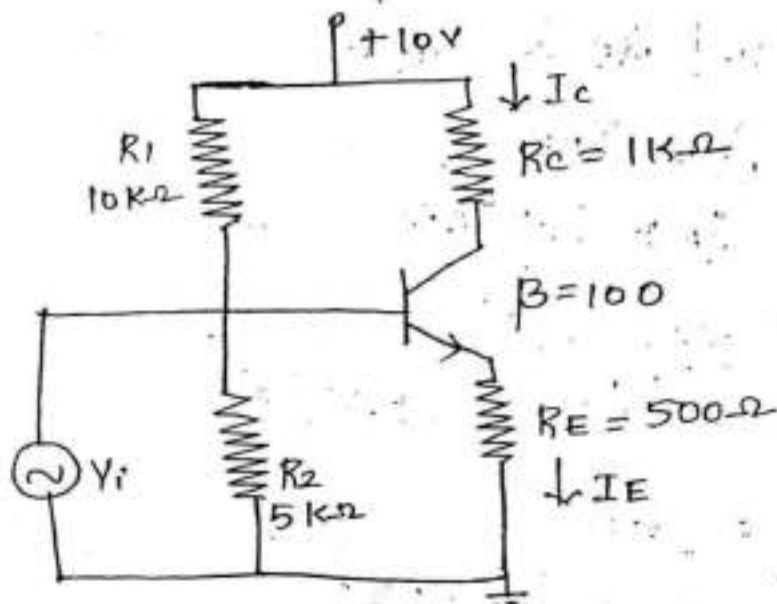 +10V
↓ Ic
R1
10KΩ
Rc = 1KΩ
β=100
Vi
R2
5KΩ
RE = 500Ω
↓ IE